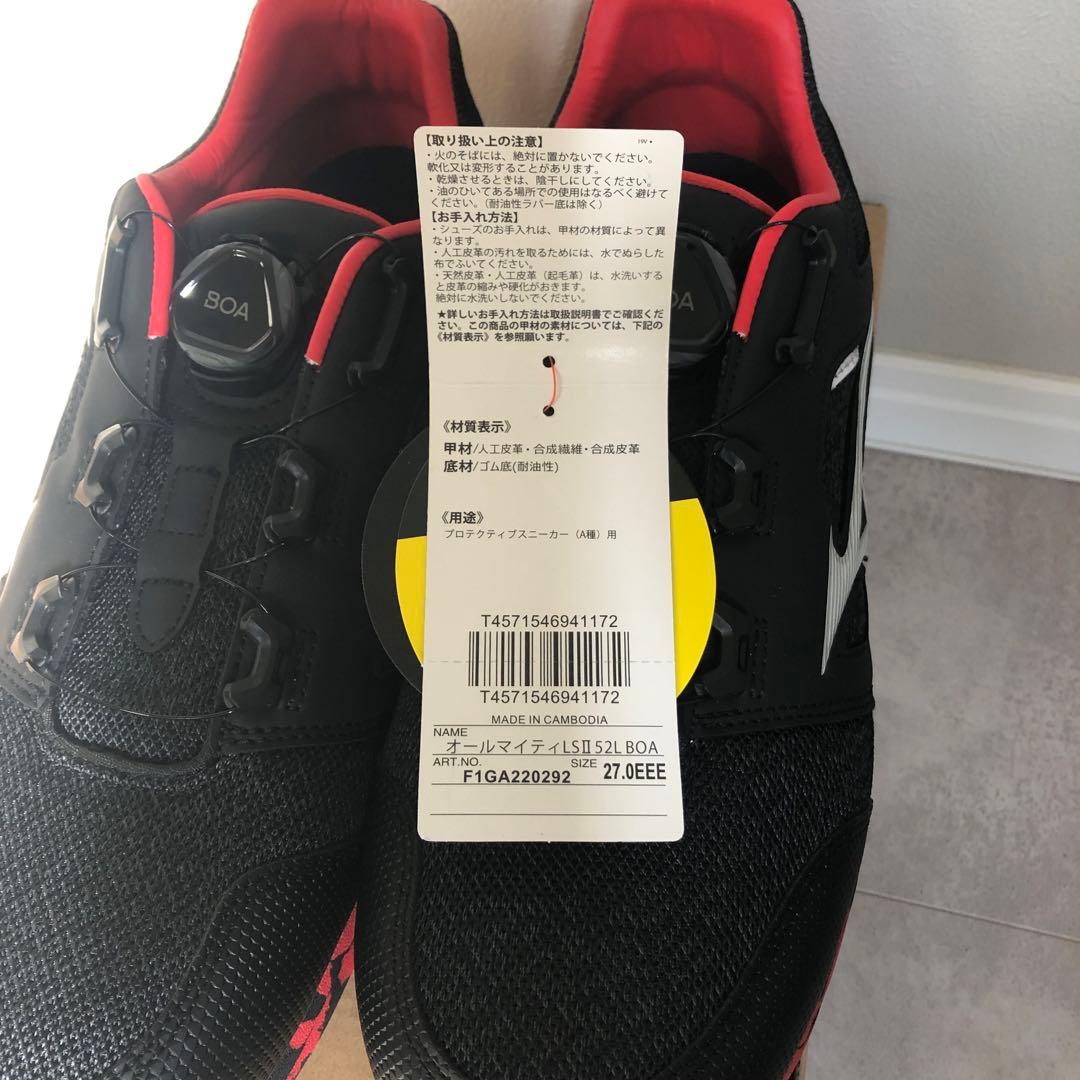 【取り扱い上の注意】
19V •
・火のそばには、絶対に置かないでください。
軟化又は変形することがあります。
・乾燥させるときは、陰干しにしてください。
・油のひいてある場所での使用はなるべく避けて
ください。（耐油性ラバー底は除く）
【お手入れ方法】
・シューズのお手入れは、甲材の材質によって異
なります。
・人工皮革の汚れを取るためには、水でぬらした
布でふいてください。
・天然皮革・人工皮革（起毛革）は、水洗いする
と皮革の縮みや硬化がおきます。
絶対に水洗いしないでください。
★詳しいお手入れ方法は取扱説明書でご確認くだ
さい。この商品の甲材の素材については、下記の
《材質表示》を参照願います。
《材質表示》
甲材/人工皮革・合成繊維・合成皮革
底材/ゴム底(耐油性)
《用途》
プロテクティブスニーカー（A種）用
T4571546941172
T4571546941172
MADE IN CAMBODIA
NAME
オールマイティLSⅡ52L BOA
ART.NO.
F1GA220292
SIZE
27.0EEE
BOA
BOA